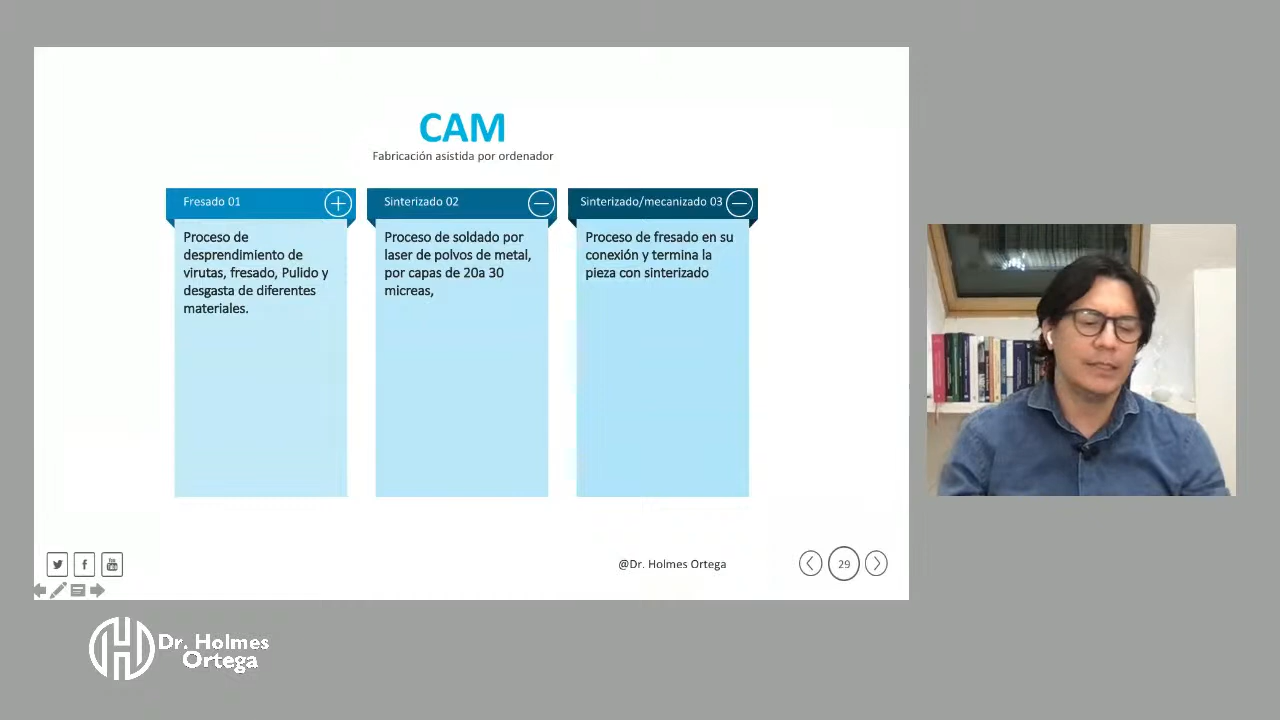 CAM
Fabricación asistida por ordenador
Fresado 01
Proceso de
desprendimiento de
virutas, fresado, Pulido y
desgasta de diferentes
materiales.
Sinterizado 02
Proceso de soldado por
laser de polvos de metal,
por capas de 20a 30
micreas,
Sinterizado/mecanizado 03
Proceso de fresado en su
conexión y termina la
pieza con sinterizado
@Dr. Holmes Ortega
29
Dr. Holmes
Ortega